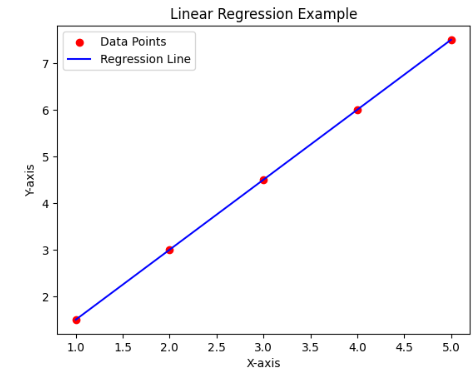 Linear Regression Example
Data Points
Regression Line
7
6
5
4
3
2
Y-axis
1.0 1.5 2.0 2.5 3.0 3.5 4.0 4.5 5.0
X-axis